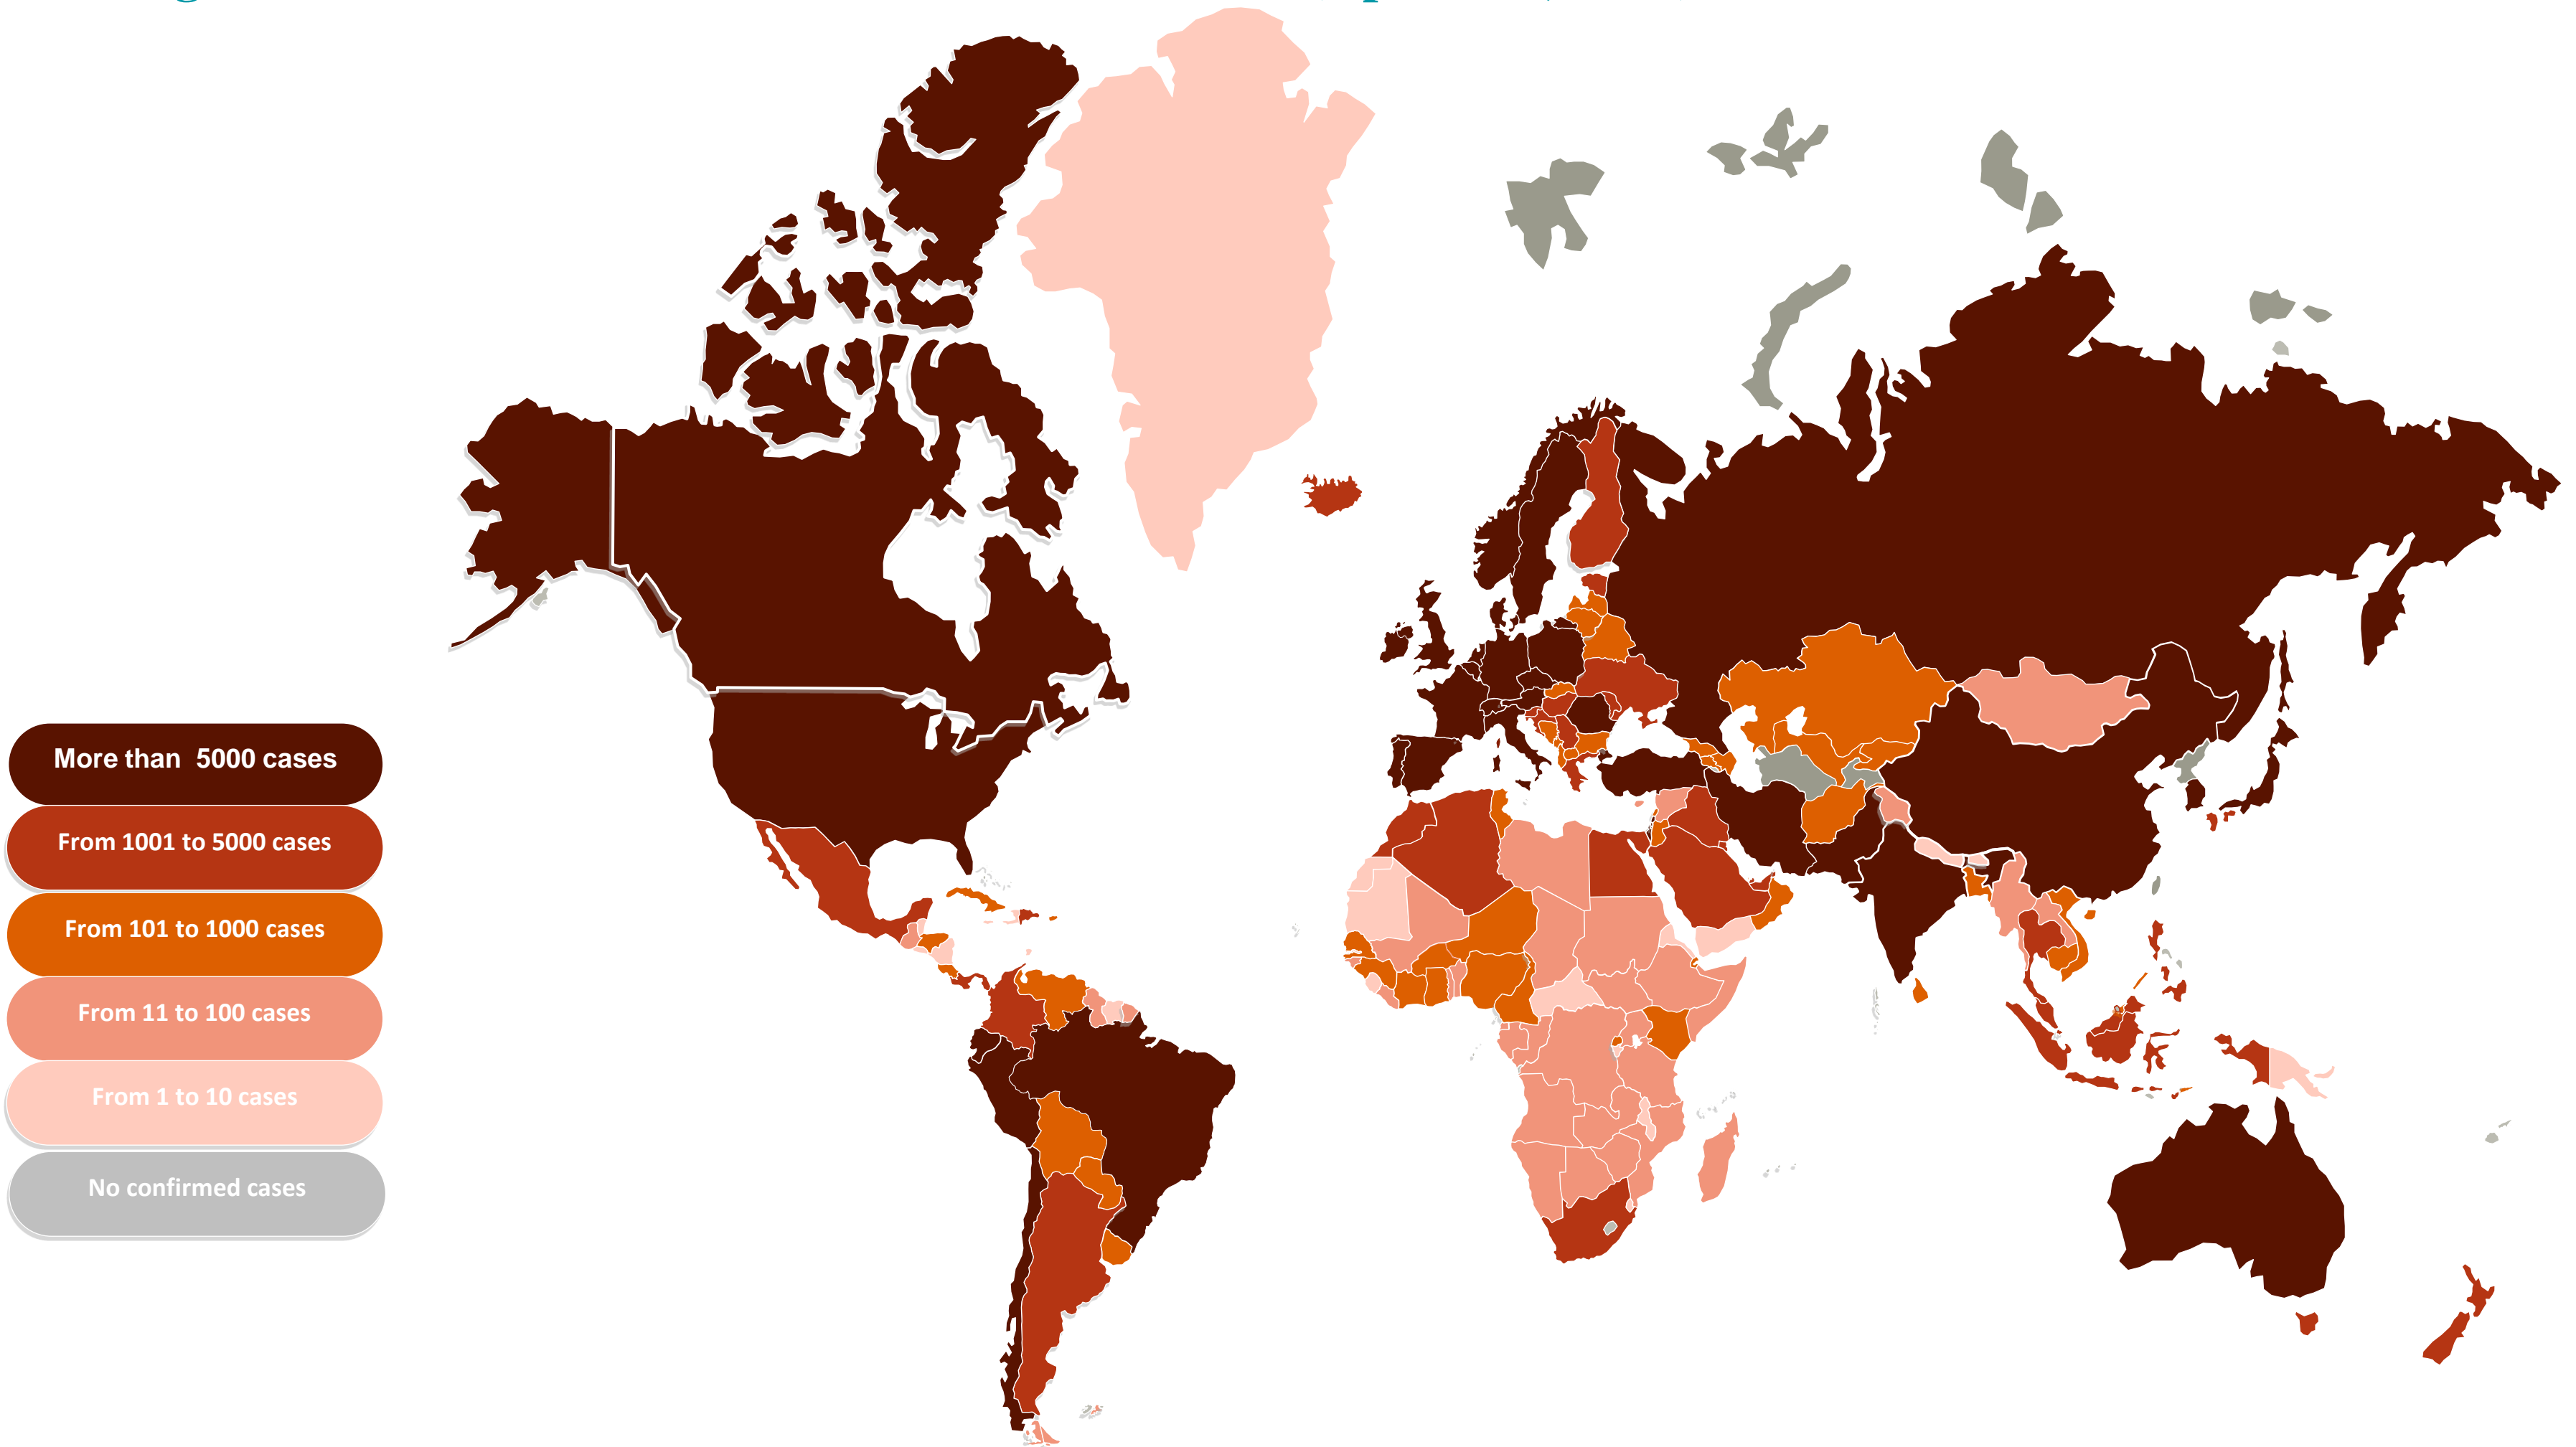 More than 5000 cases
From 1001 to 5000 cases
From 101 to 1000 cases
From 11 to 100 cases
From 1 to 10 cases
No confirmed cases